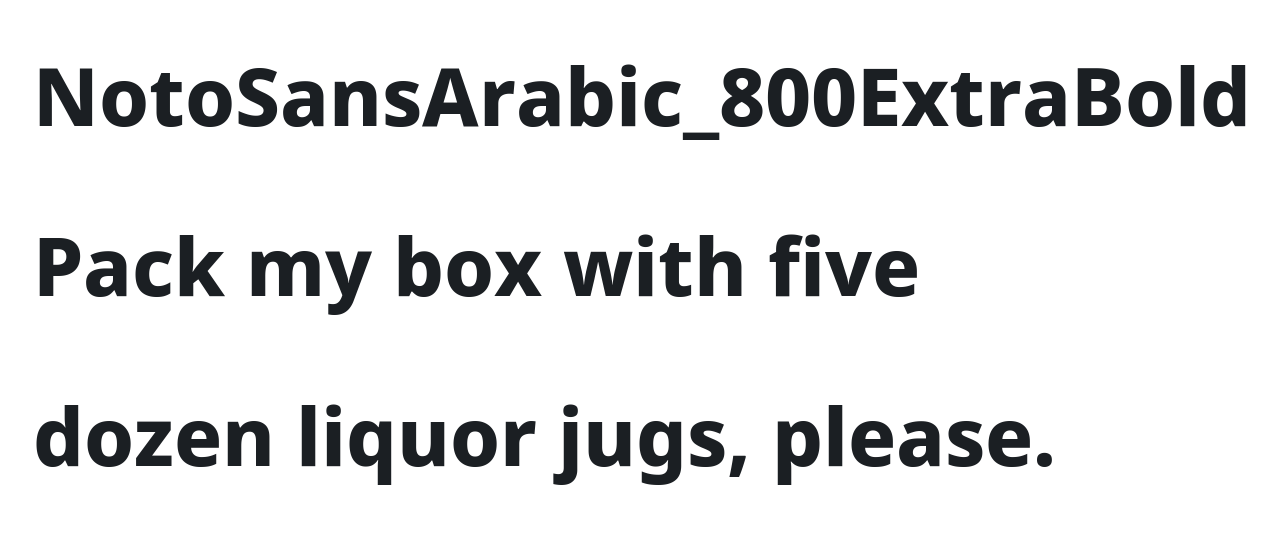 NotoSansArabic_800ExtraBold
Pack my box with five
dozen liquor jugs, please.